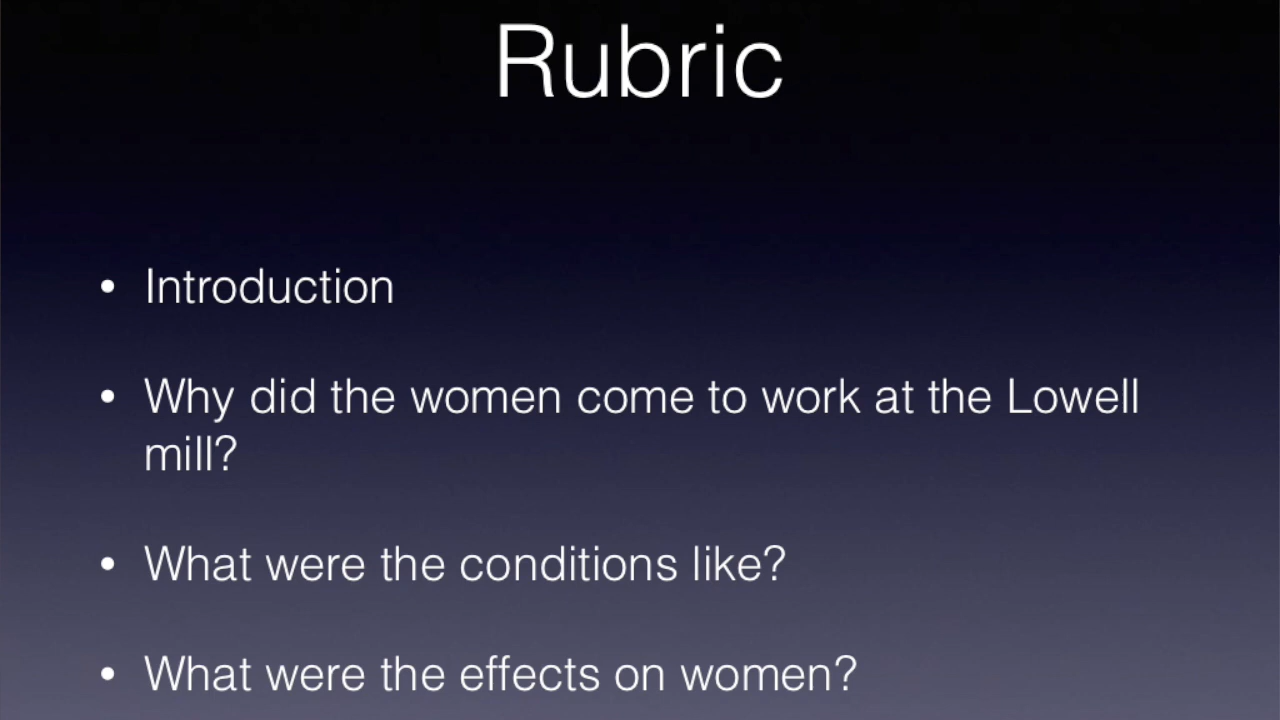 Rubric
• Introduction
• Why did the women come to work at the Lowell
mill?
• What were the conditions like?
• What were the effects on women?